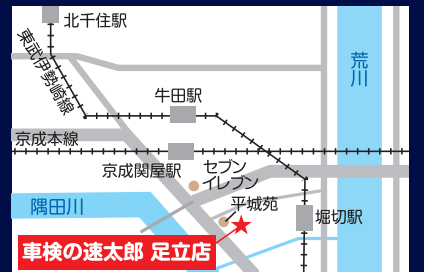 北千住駅
東武伊勢崎線
荒川
牛田駅
京成本線
京成関屋駅
セブン
イレブン
平城苑
隅田川
堀切駅
車検の速太郎 足立店